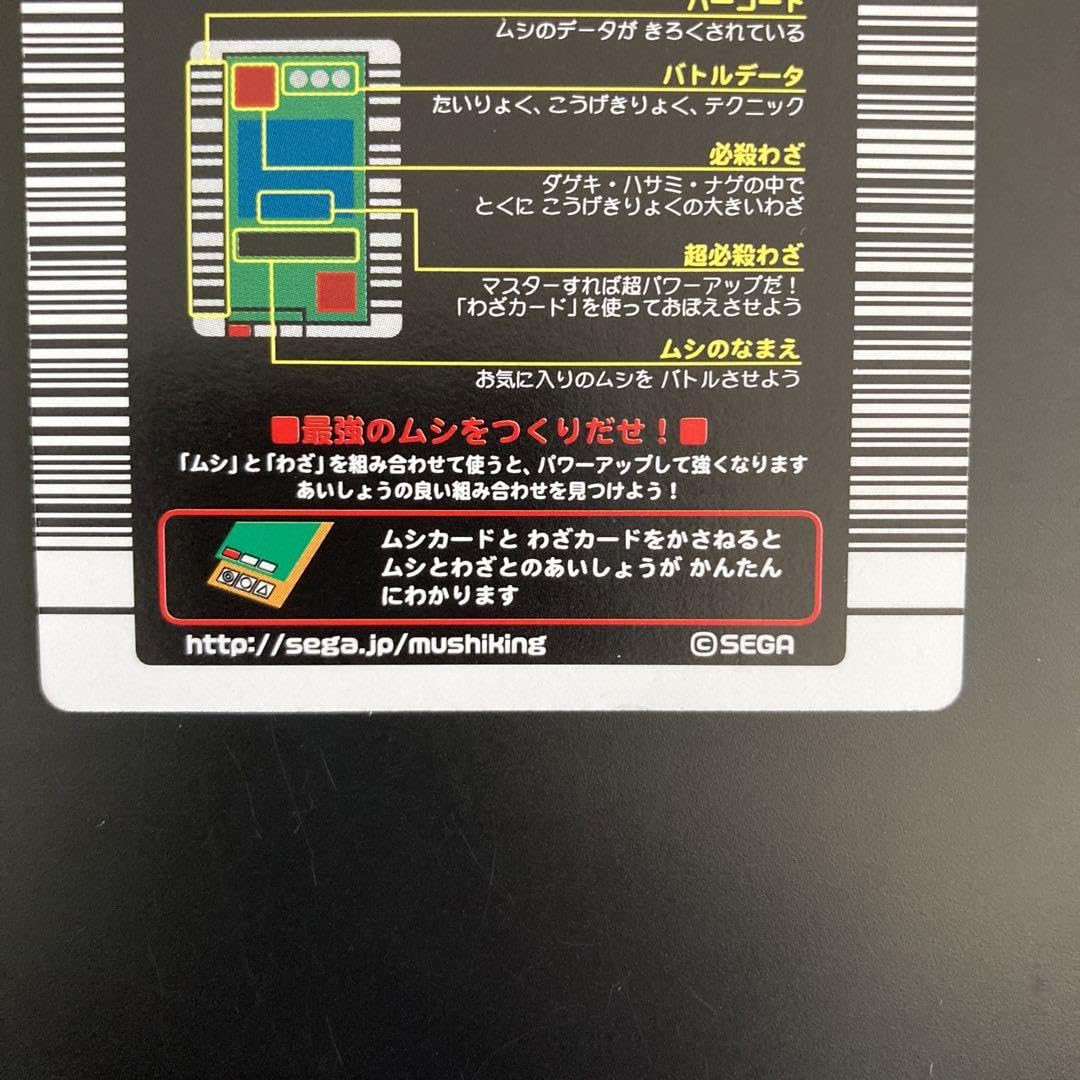 バーコード
ムシのデータが きろくされている
バトルデータ
たいりょく、こうげきりょく、テクニック
必殺わざ
ダゲキ・ハサミ・ナゲの中で
とくに こうげきりょくの大きいわざ
超必殺わざ
マスターすれば超パワーアップだ!
「わざカード」を使っておぼえさせよう
ムシのなまえ
お気に入りのムシを バトルさせよう
■最強のムシをつくりだせ!■
「ムシ」と「わざ」を組み合わせて使うと、パワーアップして強くなります
あいしょうの良い組み合わせを見つけよう!
ムシカードと わざカードをかさねると
ムシとわざとのあいしょうが かんたん
にわかります
http://sega.jp/mushiking
©SEGA